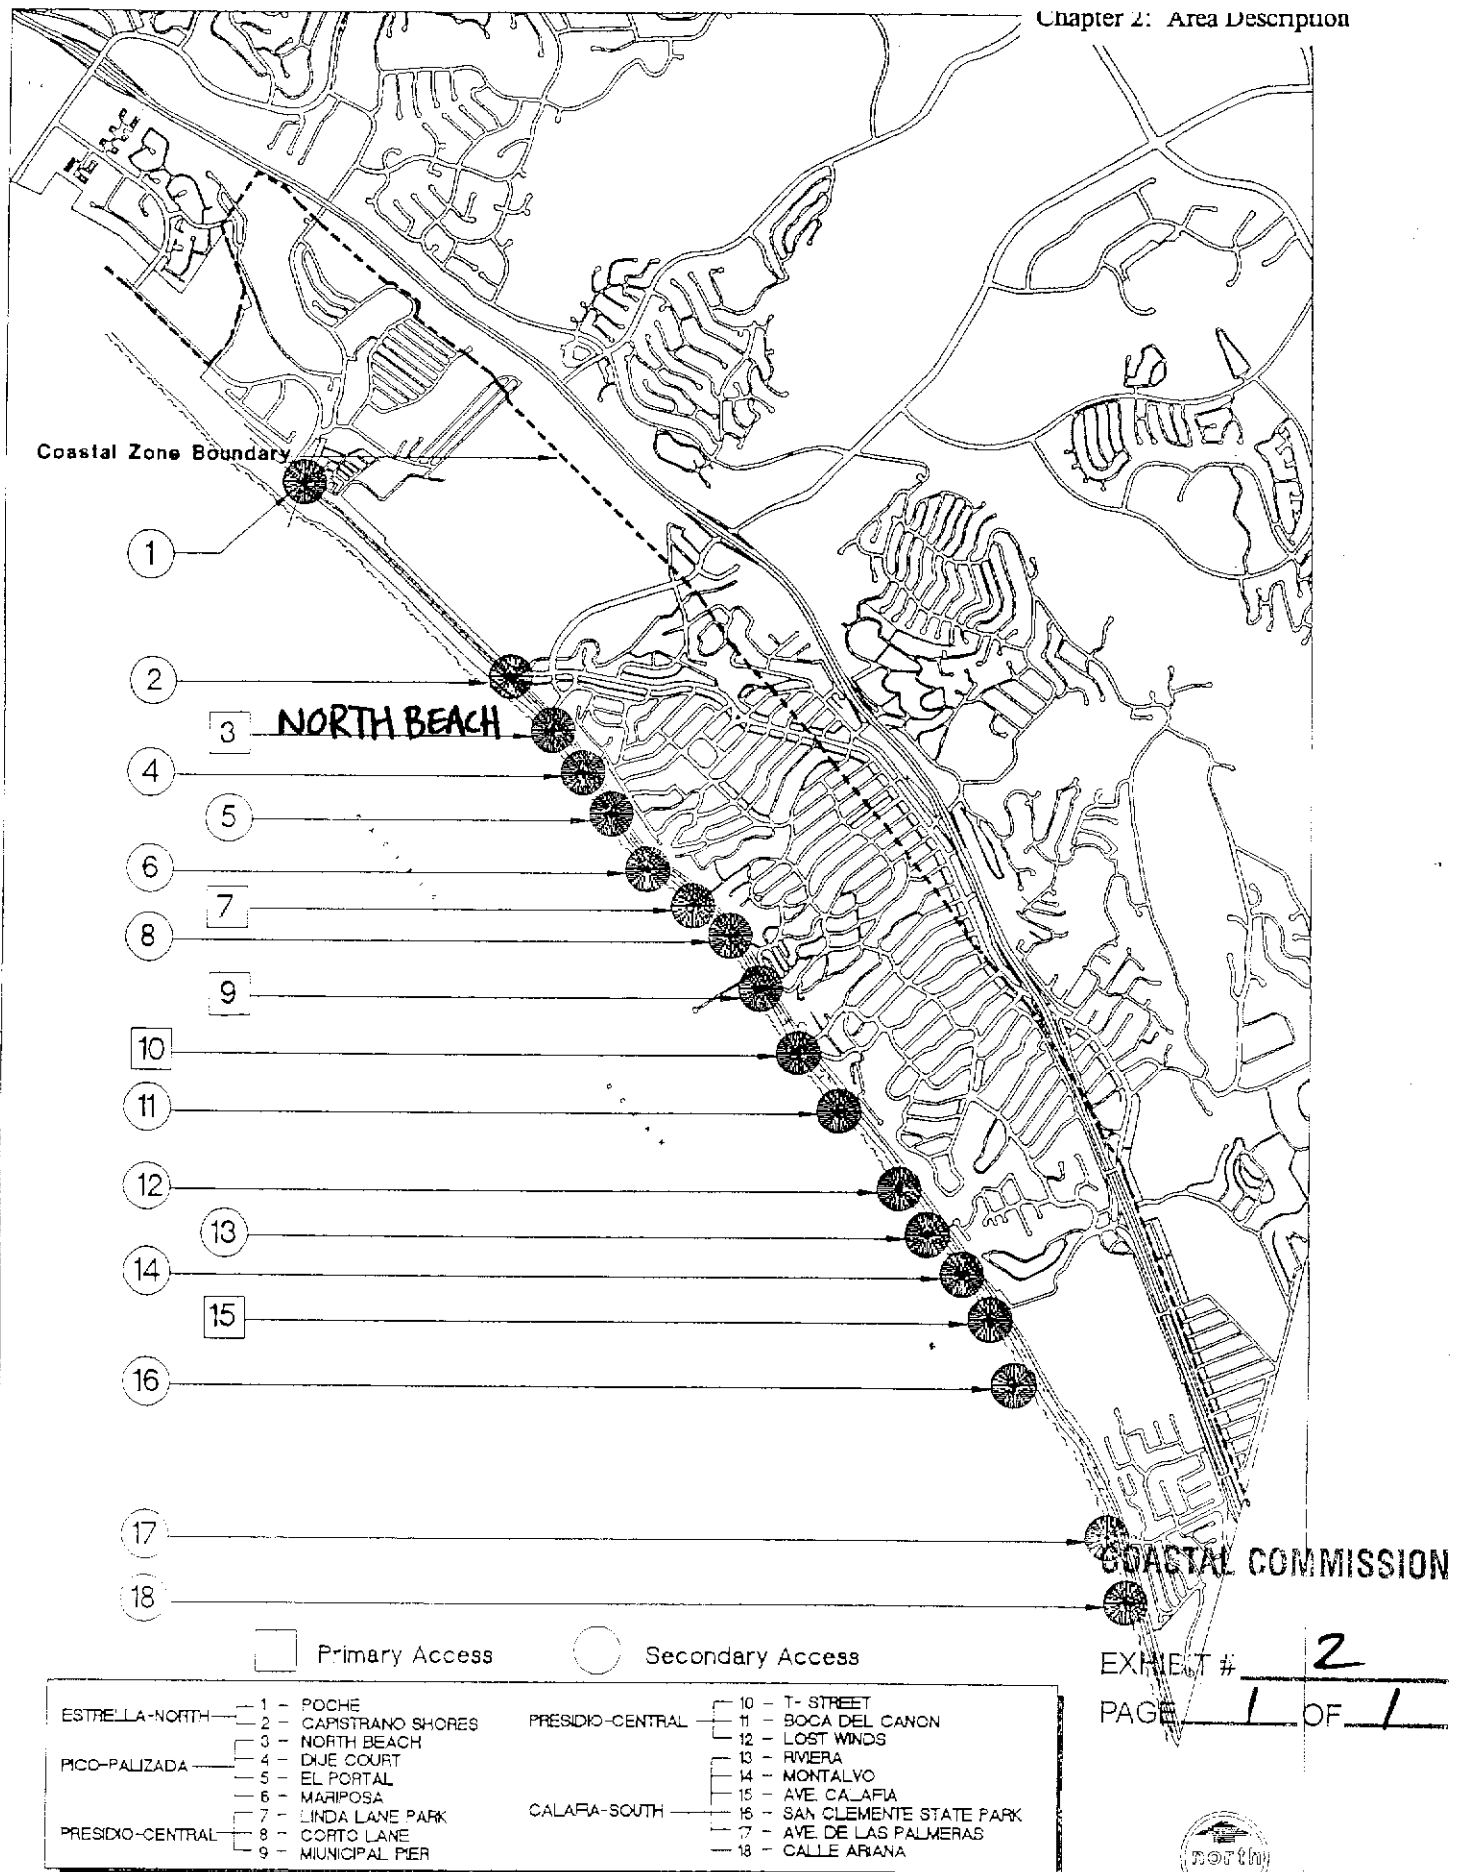 Chapter 2: Area Description
Coastal Zone Boundary
1
2
3 NORTH BEACH
4
5
6
7
8
9
10
11
12
13
14
15
16
17
18
COASTAL COMMISSION
Primary Access
Secondary Access
EXHIBIT # 2
PAGE 1 OF 1
ESTRELLA-NORTH
1 - POCHE
2 - CAPISTRANO SHORES
PICO-PALIZADA
3 - NORTH BEACH
4 - DIJE COURT
5 - EL PORTAL
6 - MARIPOSA
PRESIDIO-CENTRAL
7 - LINDA LANE PARK
8 - CORTO LANE
9 - MIUNICIPAL PIER
PRESIDIO-CENTRAL
10 - T- STREET
11 - BOCA DEL CANON
12 - LOST WINDS
CALAFIA-SOUTH
13 - RIVIERA
14 - MONTALVO
15 - AVE. CALAFIA
16 - SAN CLEMENTE STATE PARK
17 - AVE. DE LAS PALMERAS
18 - CALLE ARIANA
north